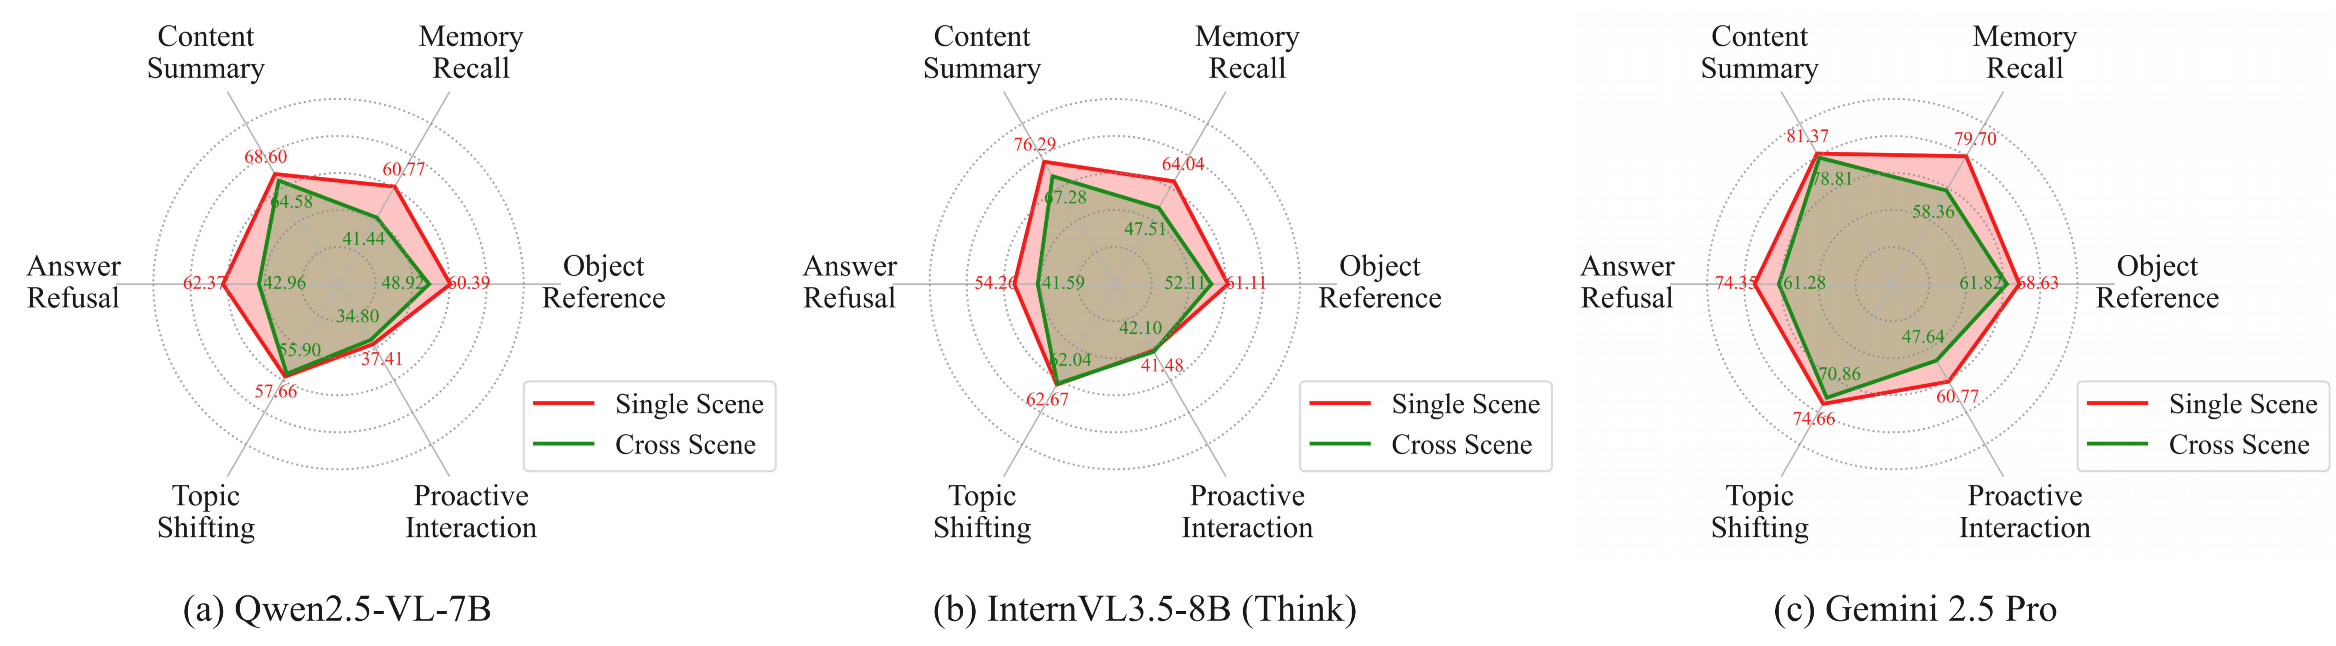 Content
Summary
Memory
Recall
68.60
60.77
64.58
41.44
Answer
Refusal
62.37
42.96
48.92
60.39
Object
Reference
34.80
55.90
37.41
57.66
Single Scene
Cross Scene
Topic
Shifting
Proactive
Interaction
(a) Qwen2.5-VL-7B
Content
Summary
Memory
Recall
76.29
64.04
67.28
47.51
Answer
Refusal
54.26
41.59
52.11
61.11
Object
Reference
42.10
62.04
41.48
62.67
Single Scene
Cross Scene
Topic
Shifting
Proactive
Interaction
(b) InternVL3.5-8B (Think)
Content
Summary
Memory
Recall
81.37
79.70
78.81
58.36
Answer
Refusal
74.35
61.28
61.82
68.63
Object
Reference
47.64
70.86
60.77
74.66
Single Scene
Cross Scene
Topic
Shifting
Proactive
Interaction
(c) Gemini 2.5 Pro